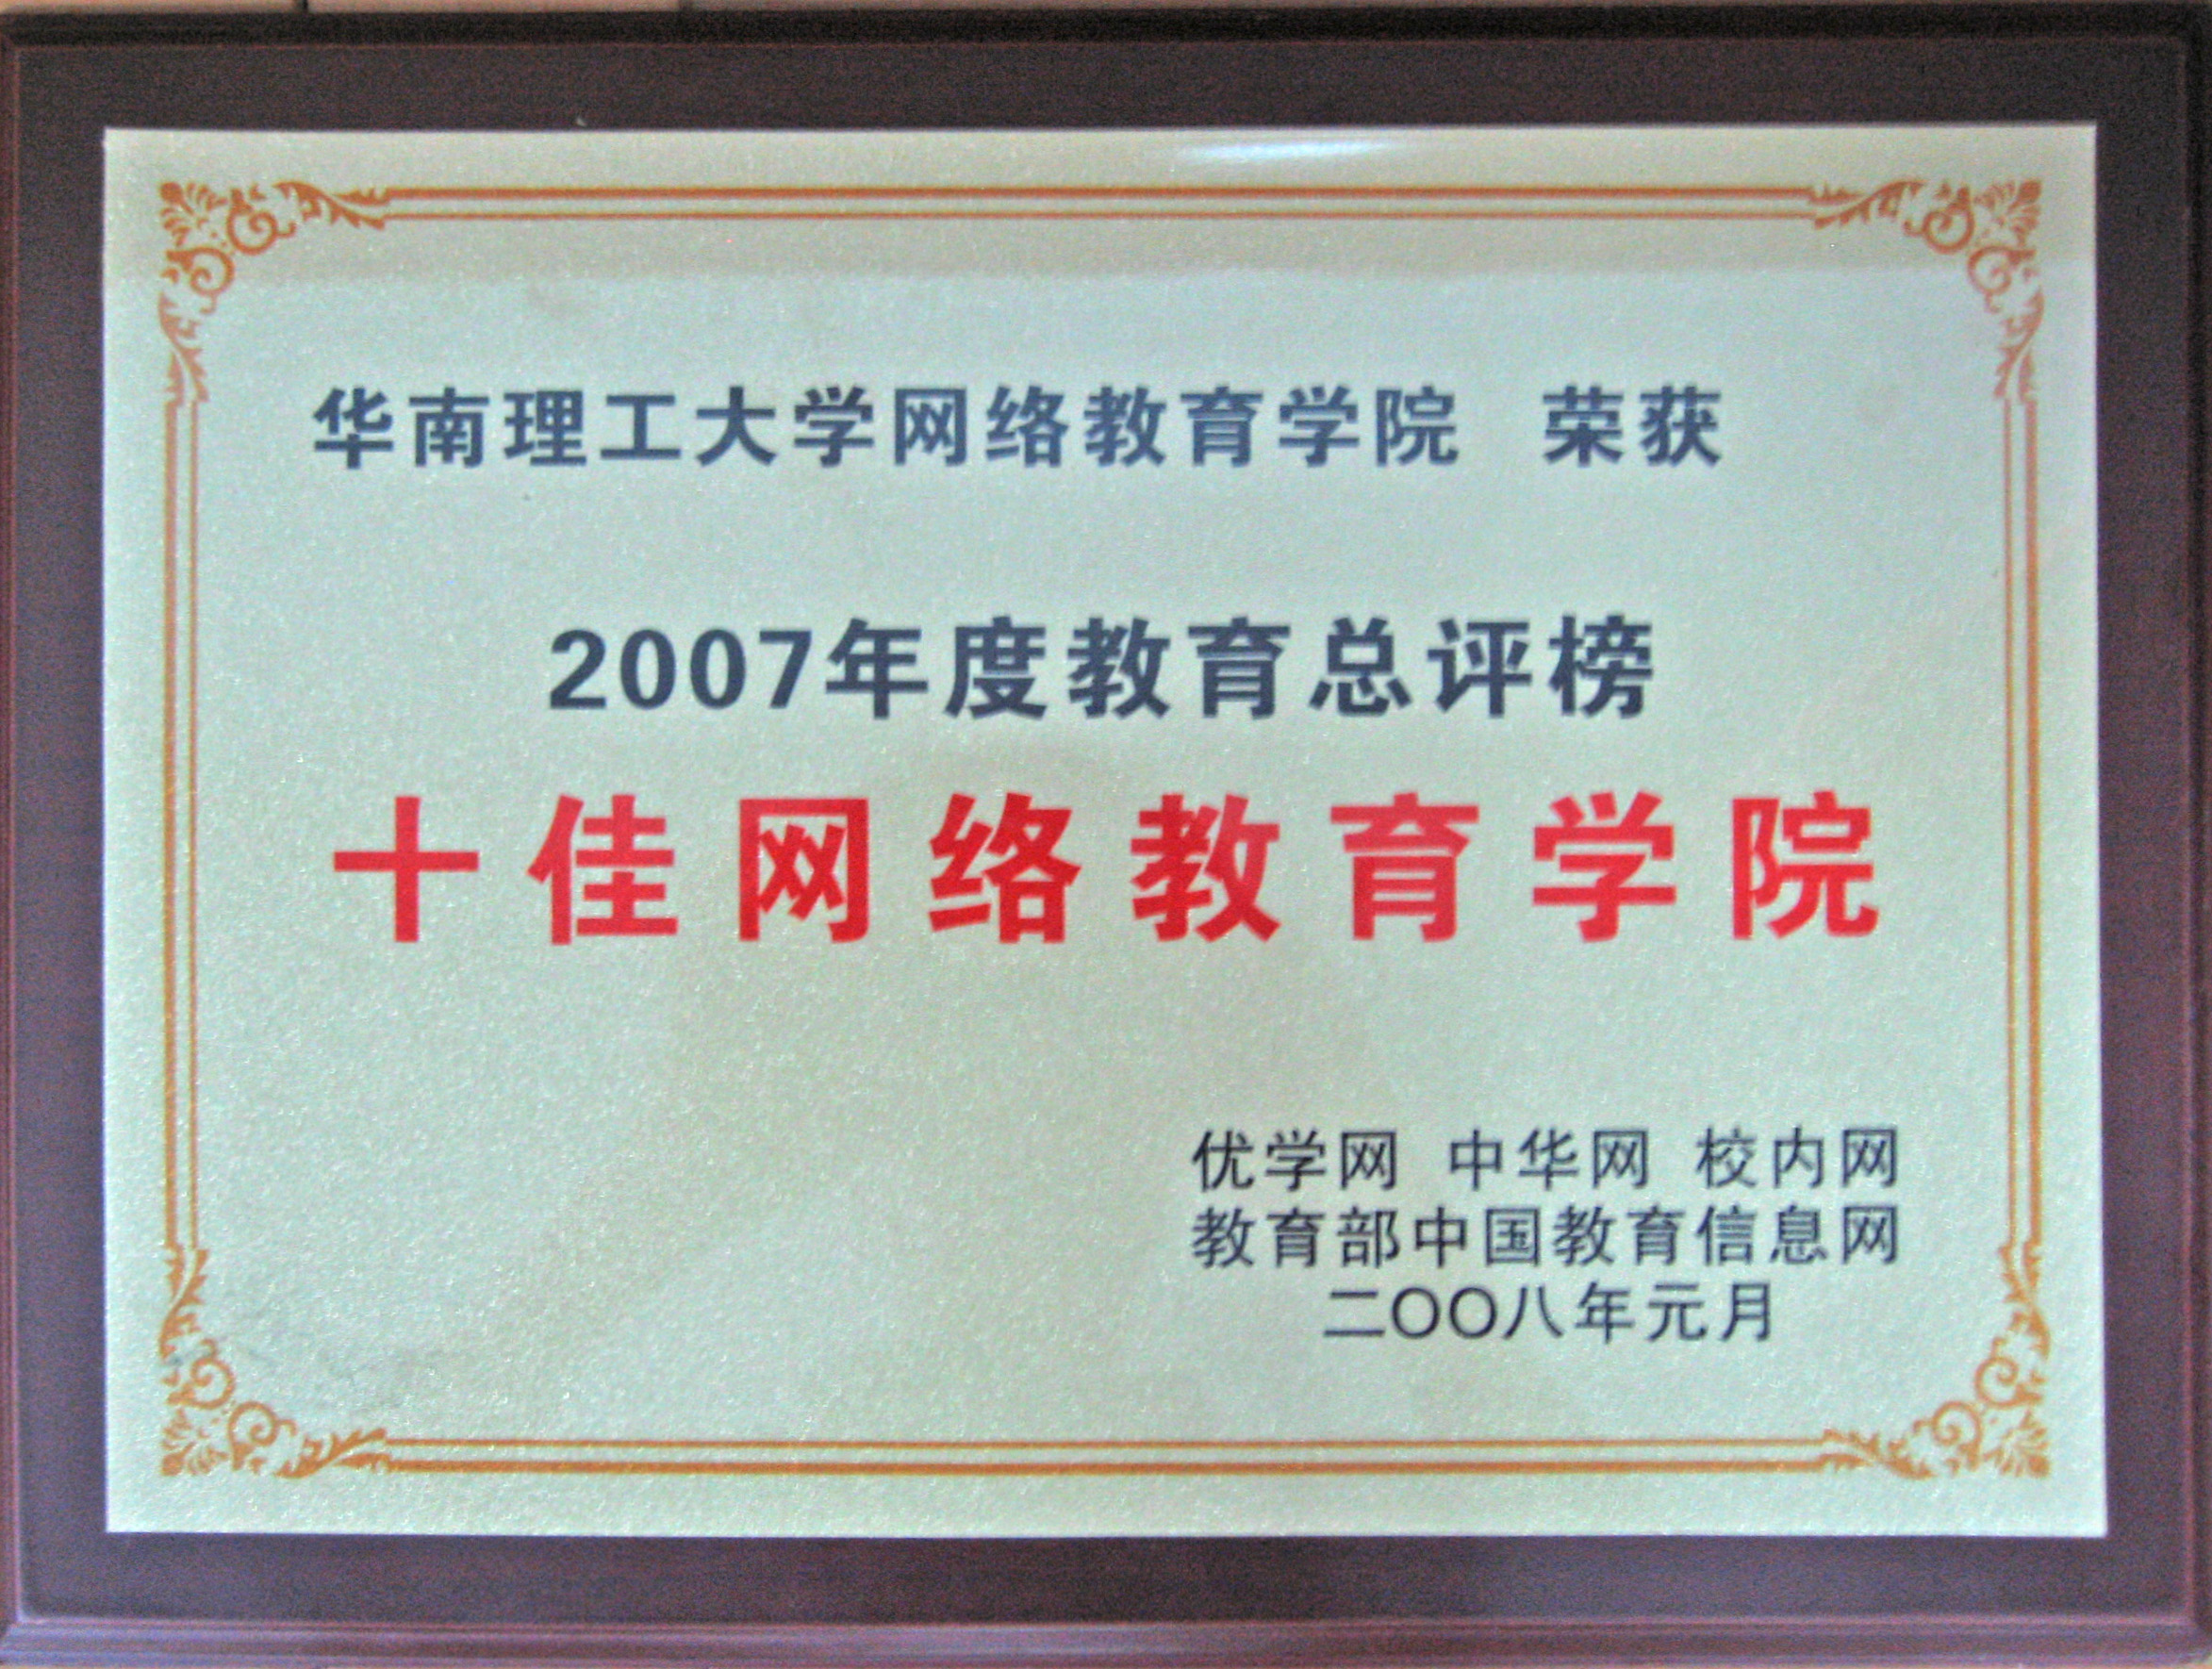 华南理工大学网络教育学院 荣获
2007年度教育总评榜
十佳网络教育学院
优学网 中华网 校内网
教育部中国教育信息网
二〇〇八年元月